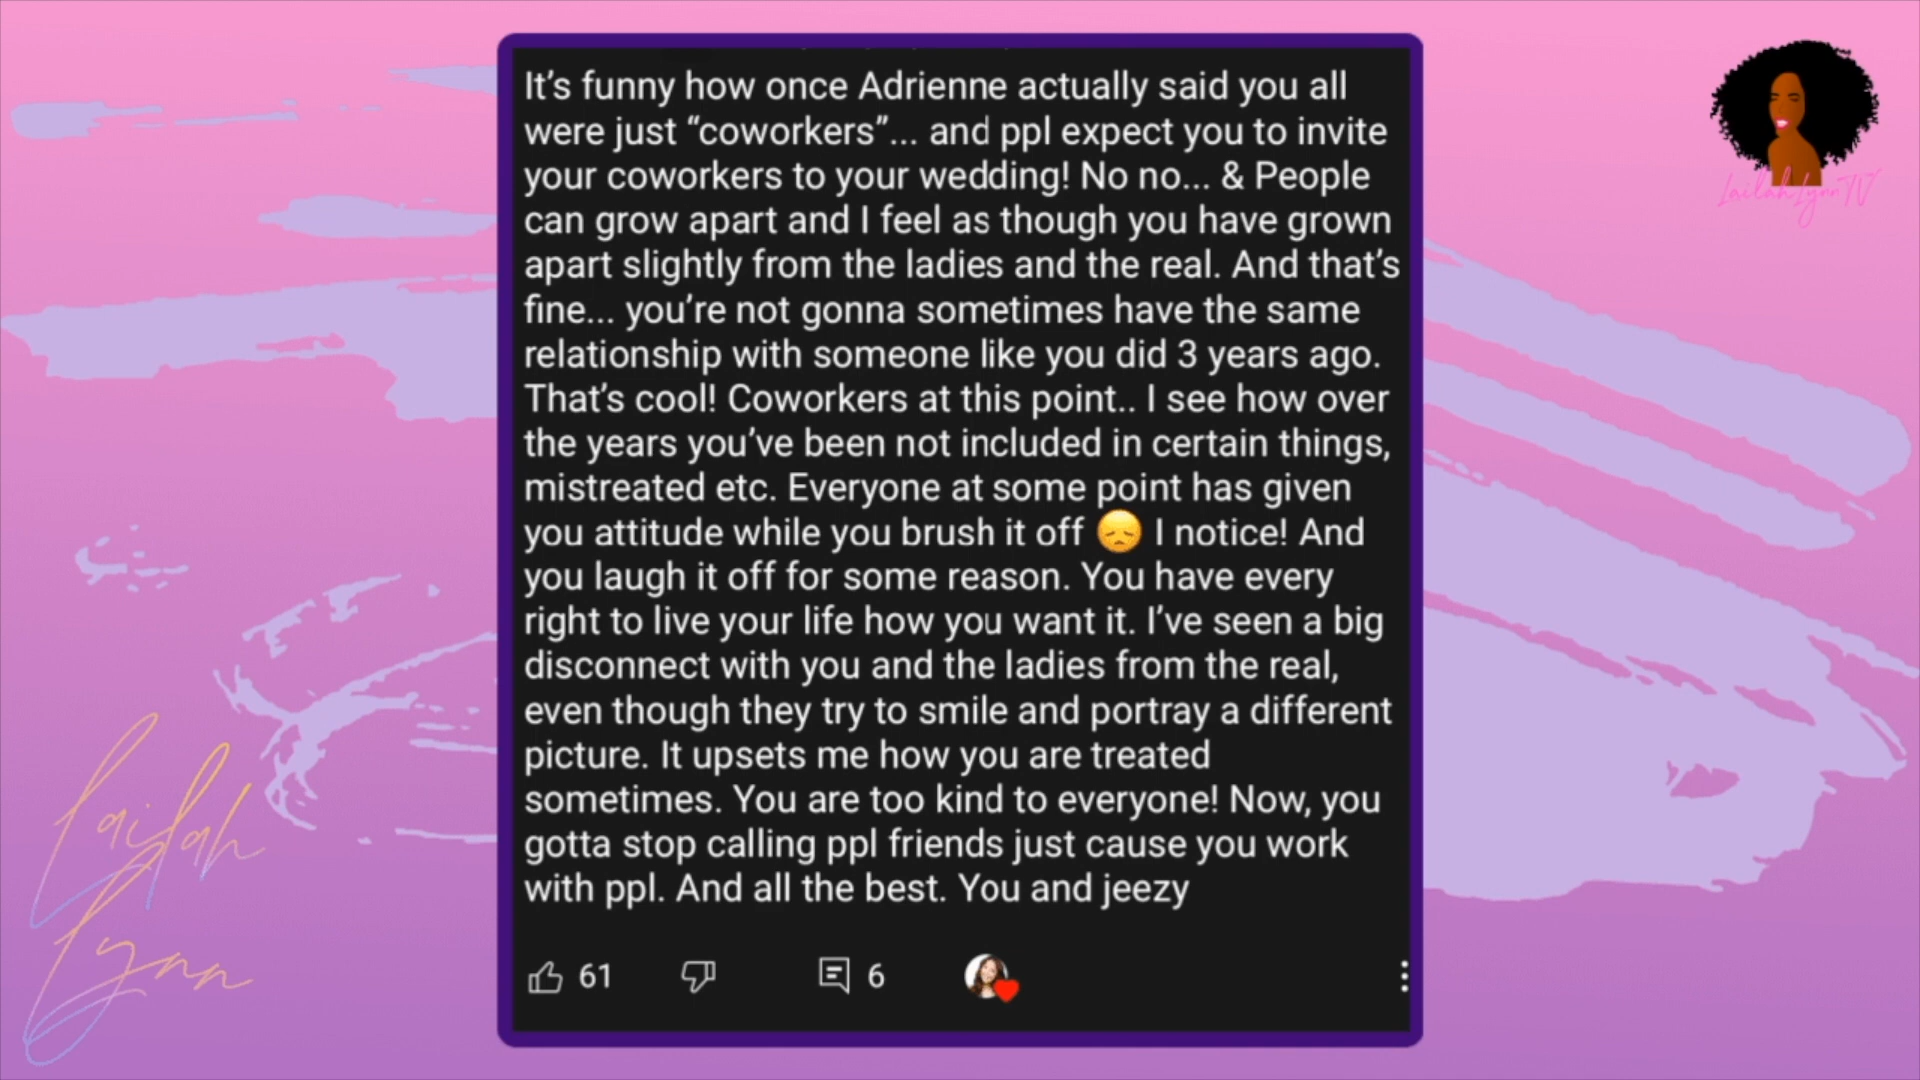 It's funny how once Adrienne actually said you all
were just “coworkers”... and ppl expect you to invite
your coworkers to your wedding! No no... & People
can grow apart and I feel as though you have grown
apart slightly from the ladies and the real. And that's
fine... you're not gonna sometimes have the same
relationship with someone like you did 3 years ago.
That's cool! Coworkers at this point.. I see how over
the years you've been not included in certain things,
mistreated etc. Everyone at some point has given
you attitude while you brush it off 😞 I notice! And
you laugh it off for some reason. You have every
right to live your life how you want it. I've seen a big
disconnect with you and the ladies from the real,
even though they try to smile and portray a different
picture. It upsets me how you are treated
sometimes. You are too kind to everyone! Now, you
gotta stop calling ppl friends just cause you work
with ppl. And all the best. You and jeezy
61
6
LailahLynnTV
Lailah
Lynn